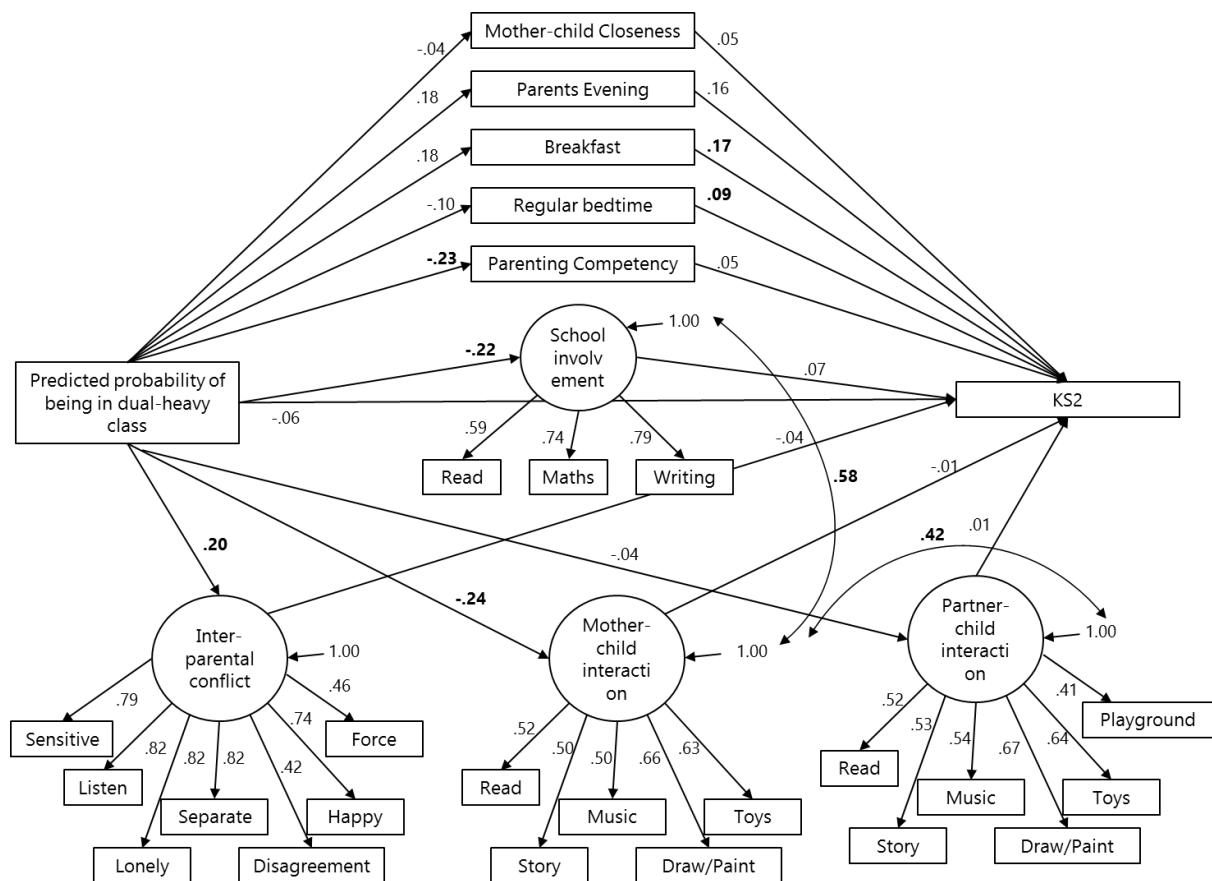 Mother-child Closeness
-.04
.05
Parents Evening
.18
.16
Breakfast
.18
.17
Regular bedtime
-.10
.09
Parenting Competency
-.23
.05
School
involv
ement
1.00
-.22
.07
Predicted probability of
being in dual-heavy
class
-.06
KS2
.59
.74
.79
-.04
Read
Maths
Writing
.58
-.01
.20
-.04
.42
.01
-.24
Inter-
parental
conflict
1.00
Mother-
child
interacti
on
1.00
Partner-
child
interacti
on
1.00
.79
.82
.82
.82
.42
.74
.46
Sensitive
Force
Listen
Separate
Happy
Lonely
Disagreement
.52
.50
.50
.66
.63
Read
Music
Toys
Story
Draw/Paint
.52
.53
.54
.67
.64
.41
Playground
Read
Music
Toys
Story
Draw/Paint